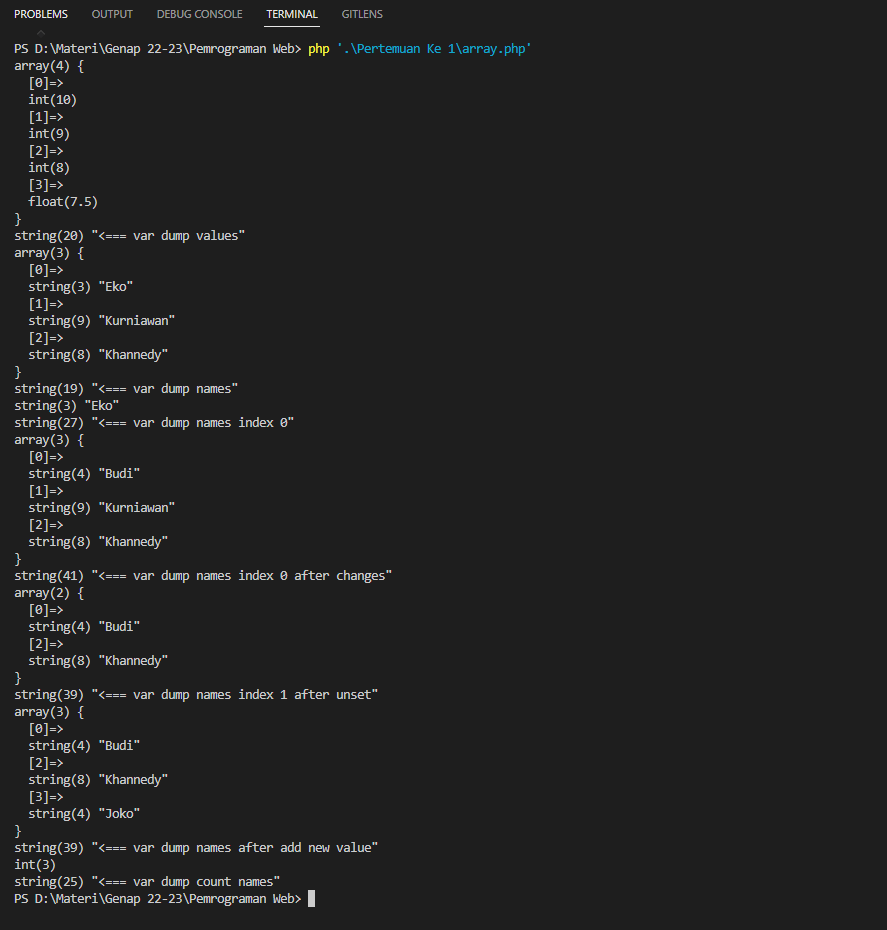 PROBLEMS OUTPUT DEBUG CONSOLE TERMINAL GITLENS
PS D:\Materi\Genap 22-23\Pemrograman Web> php '.\Pertemuan Ke 1\array.php'
array(4) {
  [0]=>
  int(10)
  [1]=>
  int(9)
  [2]=>
  int(8)
  [3]=>
  float(7.5)
}
string(20) "<=== var dump values"
array(3) {
  [0]=>
  string(3) "Eko"
  [1]=>
  string(9) "Kurniawan"
  [2]=>
  string(8) "Khannedy"
}
string(19) "<=== var dump names"
string(3) "Eko"
string(27) "<=== var dump names index 0"
array(3) {
  [0]=>
  string(4) "Budi"
  [1]=>
  string(9) "Kurniawan"
  [2]=>
  string(8) "Khannedy"
}
string(41) "<=== var dump names index 0 after changes"
array(2) {
  [0]=>
  string(4) "Budi"
  [2]=>
  string(8) "Khannedy"
}
string(39) "<=== var dump names index 1 after unset"
array(3) {
  [0]=>
  string(4) "Budi"
  [2]=>
  string(8) "Khannedy"
  [3]=>
  string(4) "Joko"
}
string(39) "<=== var dump names after add new value"
int(3)
string(25) "<=== var dump count names"
PS D:\Materi\Genap 22-23\Pemrograman Web>